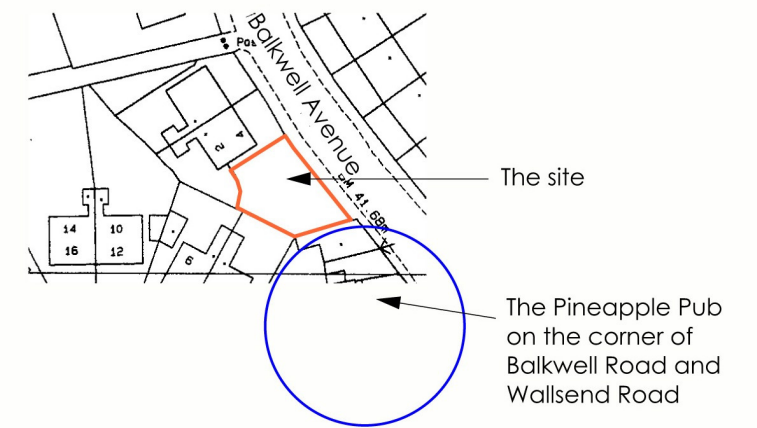 Balkwell Avenue
Pos
4
2
The site
BM 41.68m
14
10
16
12
6
The Pineapple Pub
on the corner of
Balkwell Road and
Wallsend Road